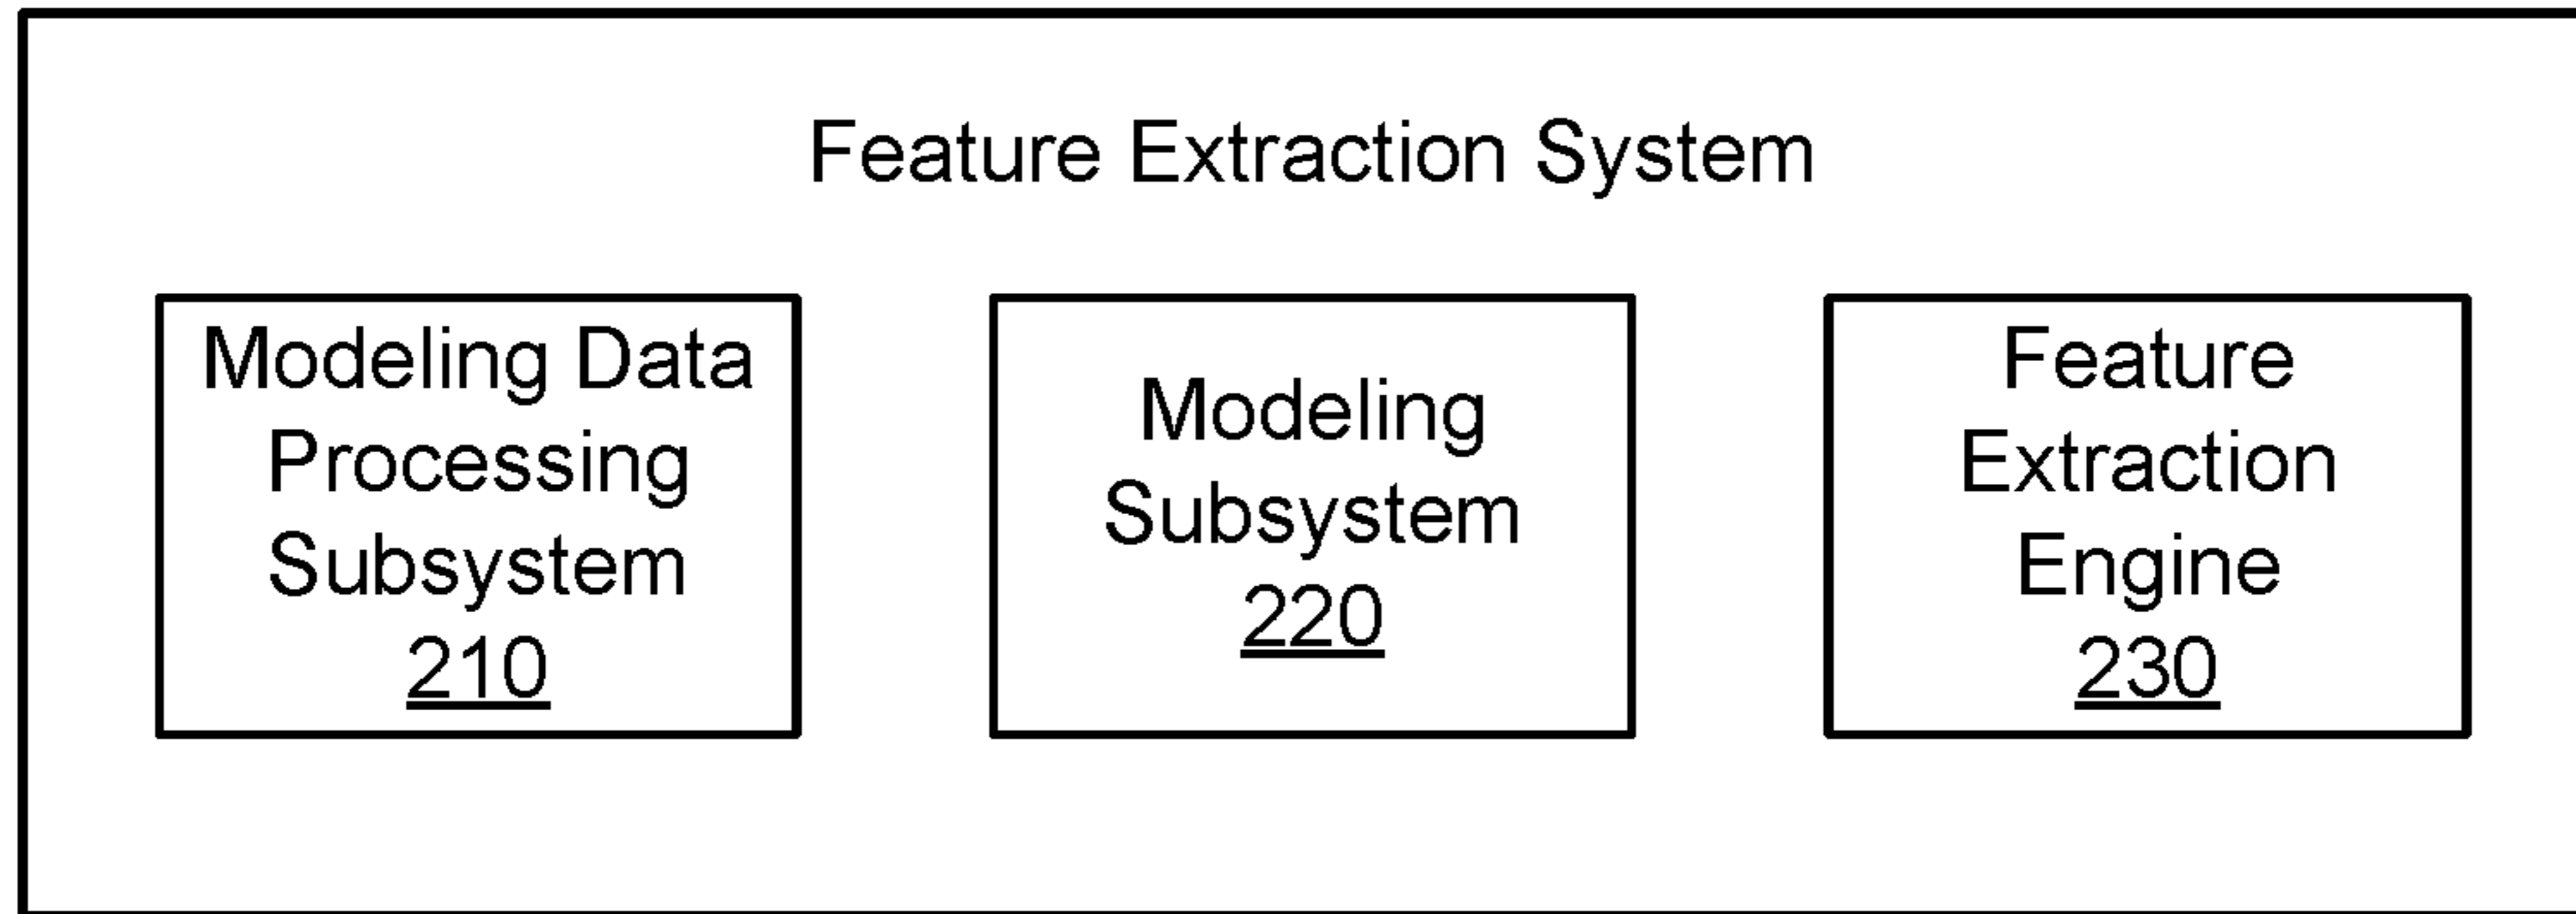 Feature Extraction System
Modeling Data
Processing
Subsystem
210
Modeling
Subsystem
220
Feature
Extraction
Engine
230